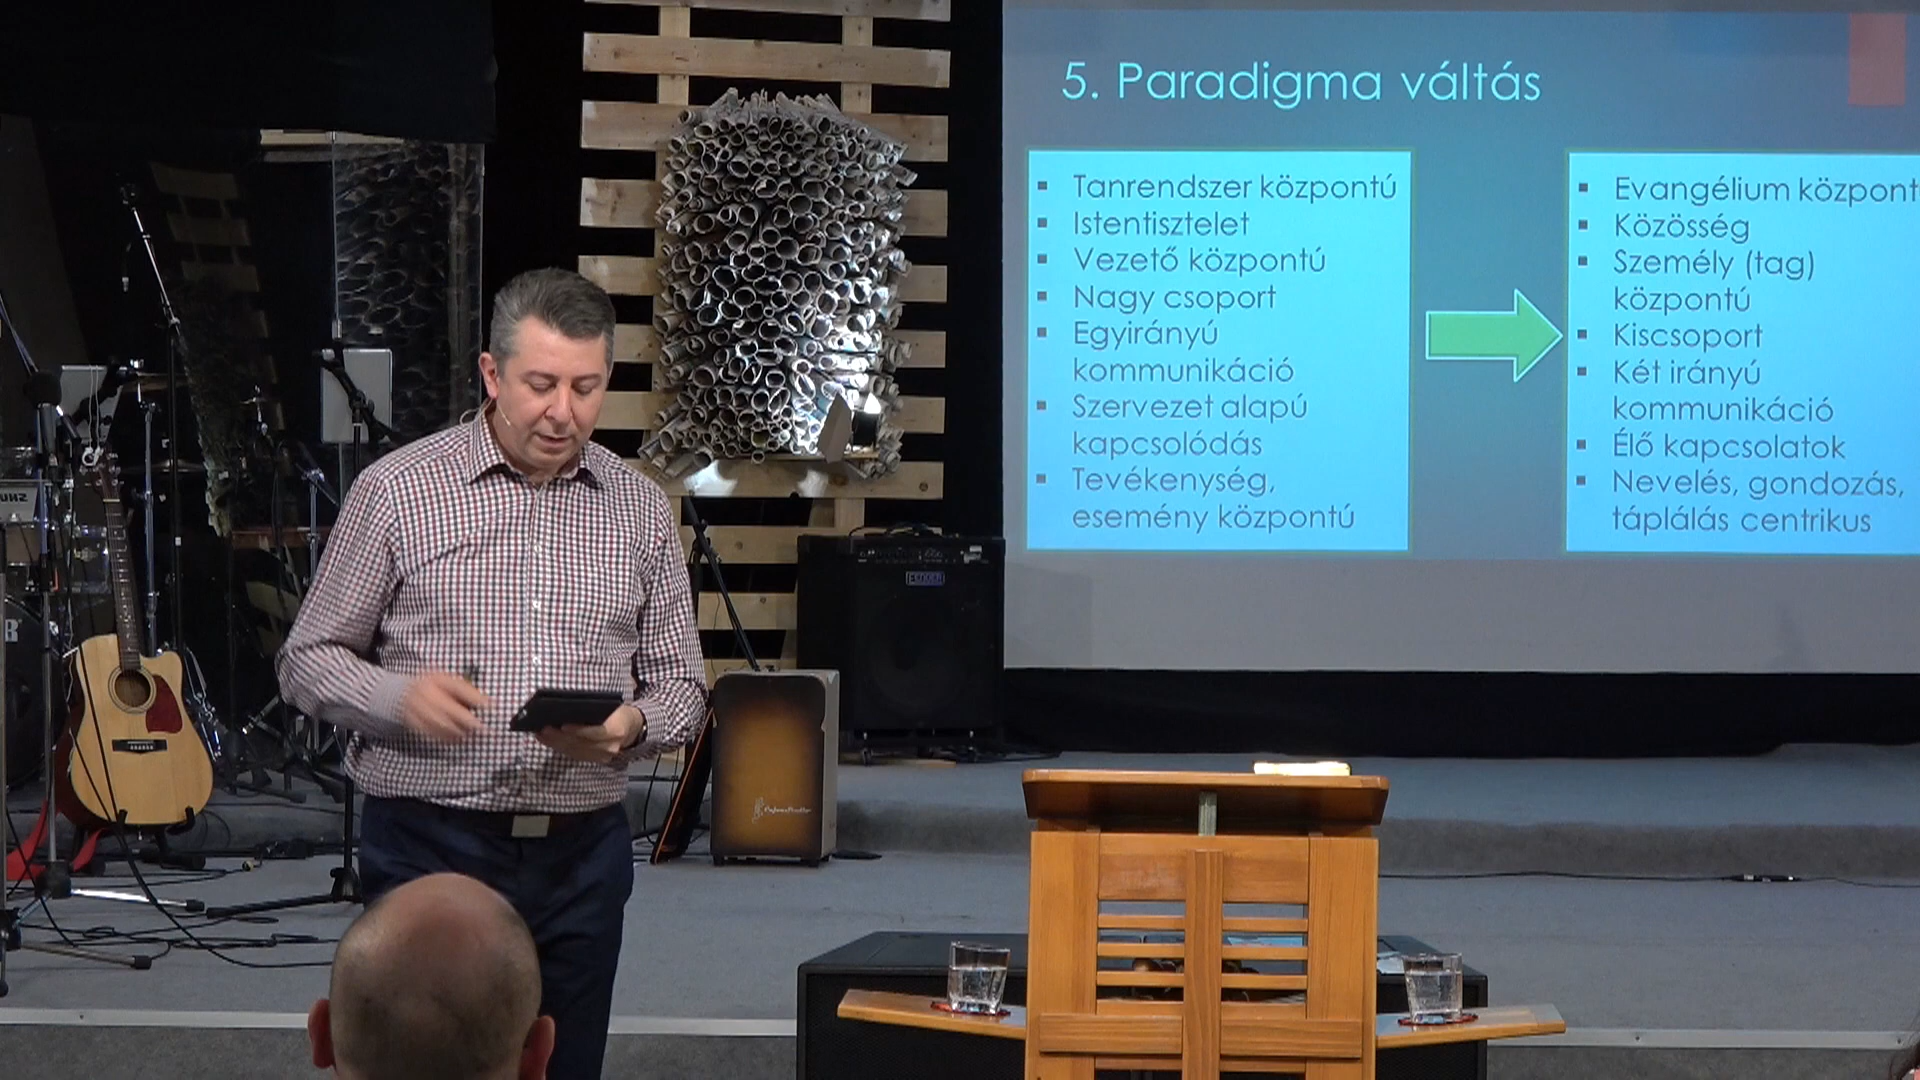 5. Paradigma váltás
▪ Tanrendszer központú
▪ Istentisztelet
▪ Vezető központú
▪ Nagy csoport
▪ Egyirányú
kommunikáció
▪ Szervezet alapú
kapcsolódás
▪ Tevékenység,
esemény központú
▪ Evangélium központ
▪ Közösség
▪ Személy (tag)
központú
▪ Kiscsoport
▪ Két irányú
kommunikáció
▪ Élő kapcsolatok
▪ Nevelés, gondozás,
táplálás centrikus